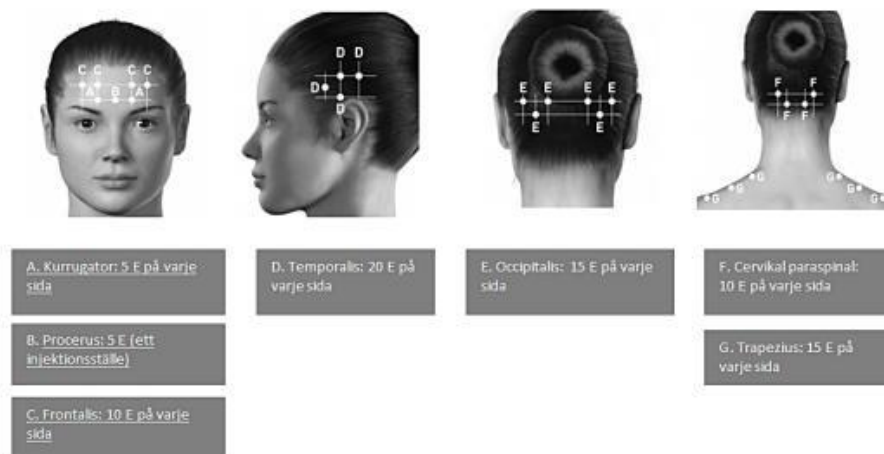 C C C C
A B A
D D
D
D
E E E E
E E
F F
F F
G G
G G
G G
A. Kurrugator: 5 E på varje
sida
B. Procerus: 5 E (ett
injektionsställe)
C. Frontalis: 10 E på varje
sida
D. Temporalis: 20 E på
varje sida
E. Occipitalis: 15 E på varje
sida
F. Cervikal paraspinal:
10 E på varje sida
G. Trapezius: 15 E på
varje sida